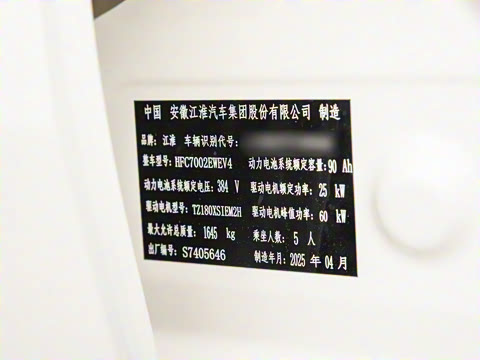 中国 安徽江淮汽车集团股份有限公司 制造
品牌：江淮 车辆识别代号：
整车型号：HFC7002EWEV4 动力电池系统额定容量：90 Ah
动力电池系统额定电压：384 V 驱动电机额定功率：25 kW
驱动电机型号：TZ180XSIEM2H 驱动电机峰值功率：60 kW
最大允许总质量：1645 kg 乘坐人数：5 人
出厂编号：S7405646 制造年月：2025 年 04 月